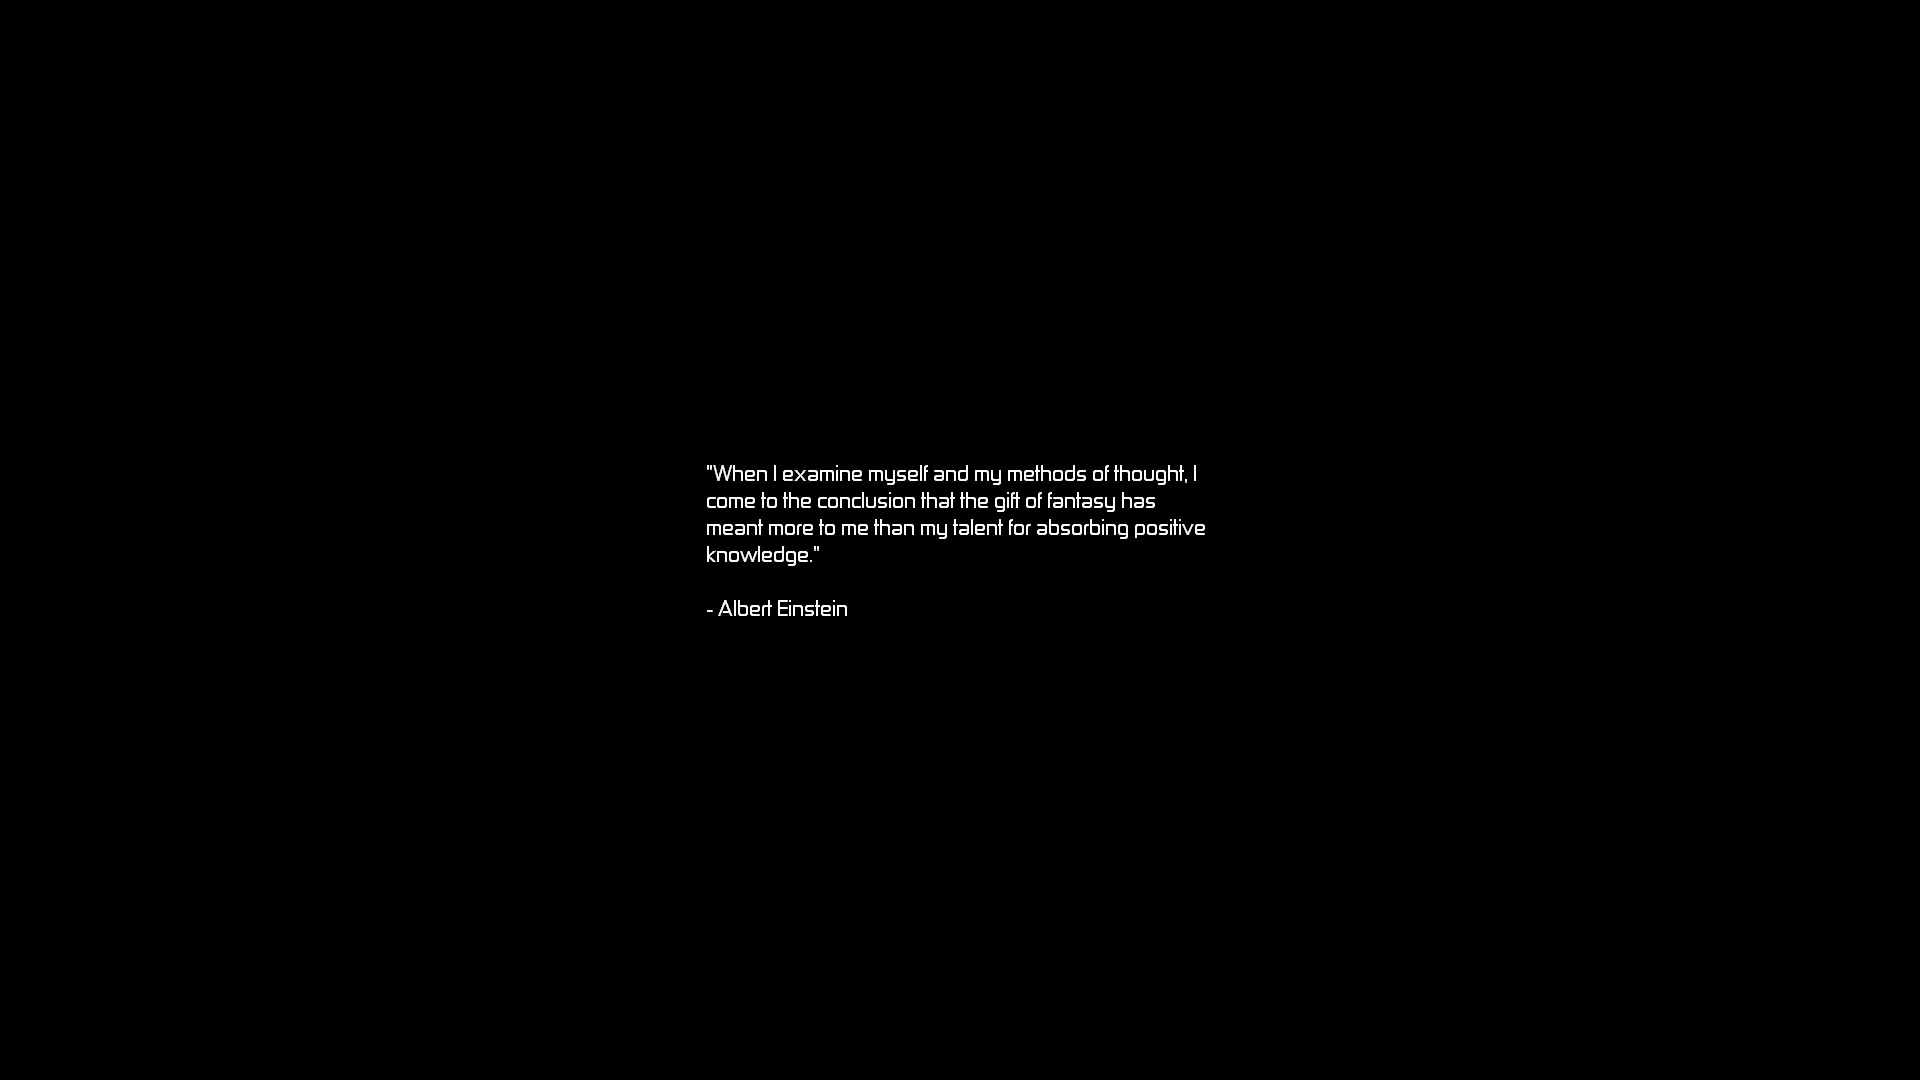 "When I examine myself and my methods of thought, I
come to the conclusion that the gift of fantasy has
meant more to me than my talent for absorbing positive
knowledge."
- Albert Einstein